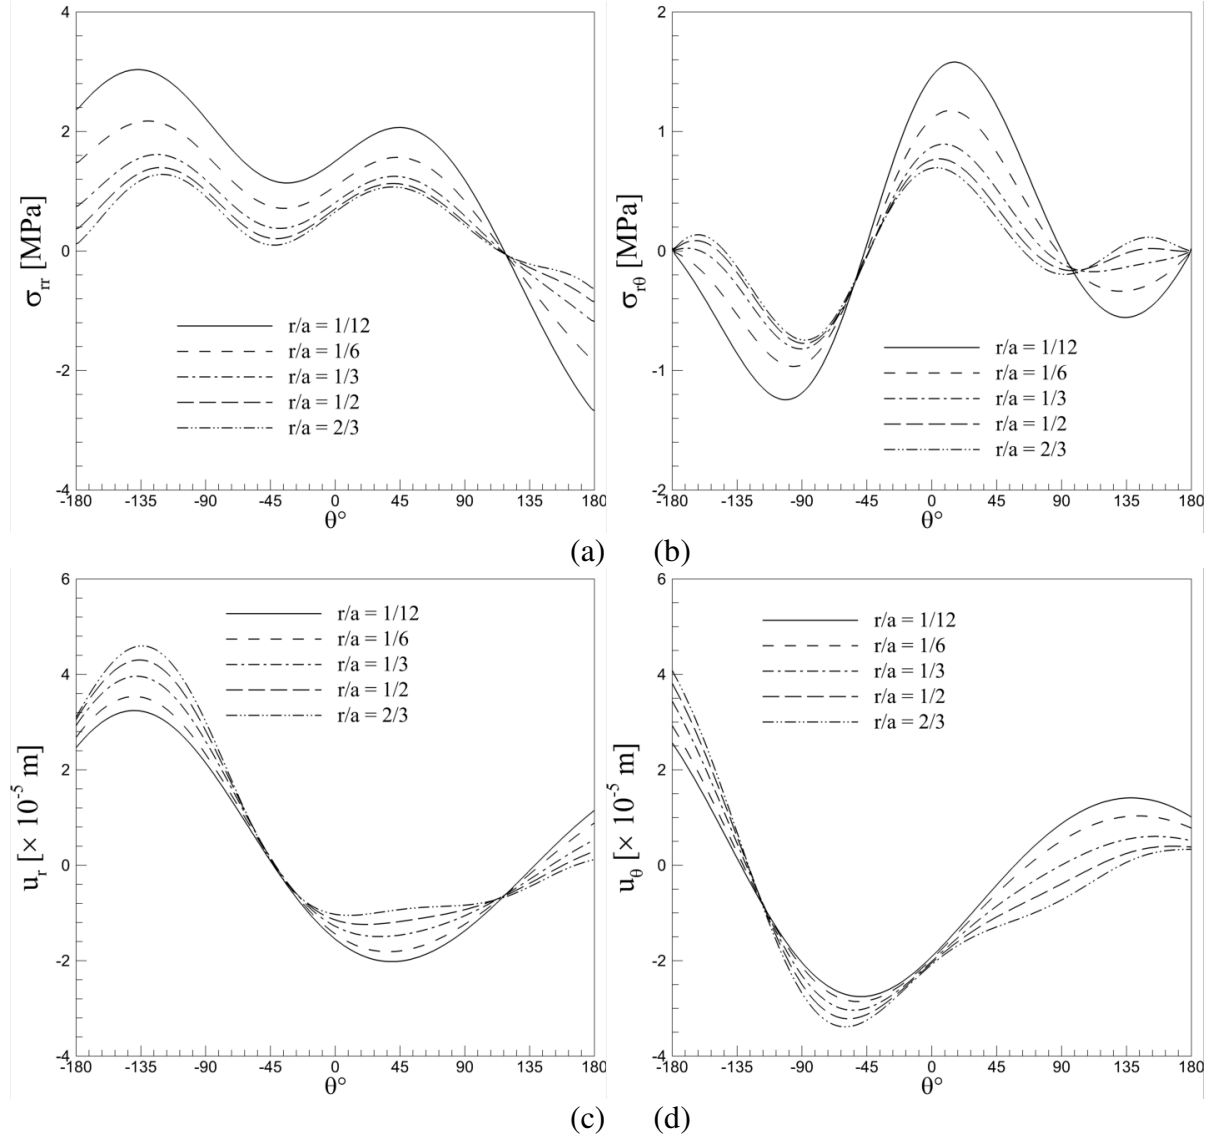 4
2
0
-2
-4
σrr [MPa]
r/a = 1/12
r/a = 1/6
r/a = 1/3
r/a = 1/2
r/a = 2/3
-180 -135 -90 -45 0 45 90 135 180
θ°
(a)
2
1
0
-1
-2
σrθ [MPa]
r/a = 1/12
r/a = 1/6
r/a = 1/3
r/a = 1/2
r/a = 2/3
-180 -135 -90 -45 0 45 90 135 180
θ°
(b)
6
4
2
0
-2
-4
ur [× 10-5 m]
r/a = 1/12
r/a = 1/6
r/a = 1/3
r/a = 1/2
r/a = 2/3
-180 -135 -90 -45 0 45 90 135 180
θ°
(c)
6
4
2
0
-2
-4
uθ [× 10-5 m]
r/a = 1/12
r/a = 1/6
r/a = 1/3
r/a = 1/2
r/a = 2/3
-180 -135 -90 -45 0 45 90 135 180
θ°
(d)